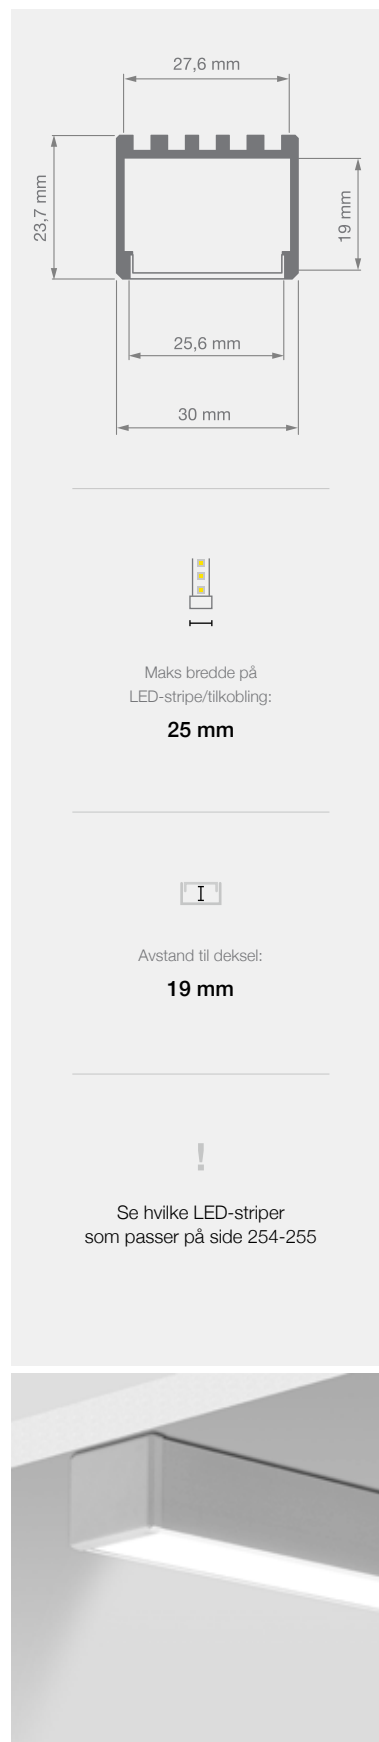 27,6 mm
23,7 mm
19 mm
25,6 mm
30 mm
Maks bredde på
LED-stripe/tilkobling:
25 mm
Avstand til deksel:
19 mm
!
Se hvilke LED-striper
som passer på side 254-255